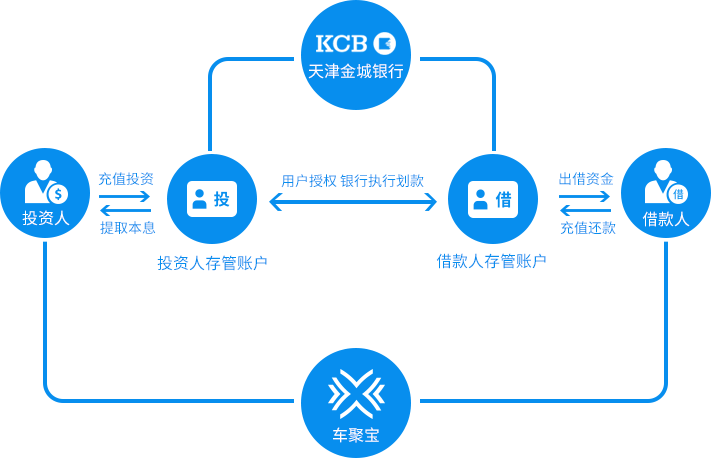 KCB
天津金城银行
充值投资
用户授权 银行执行划款
出借资金
投
借
借
$
投资人
提取本息
充值还款
借款人
投资人存管账户
借款人存管账户
车聚宝